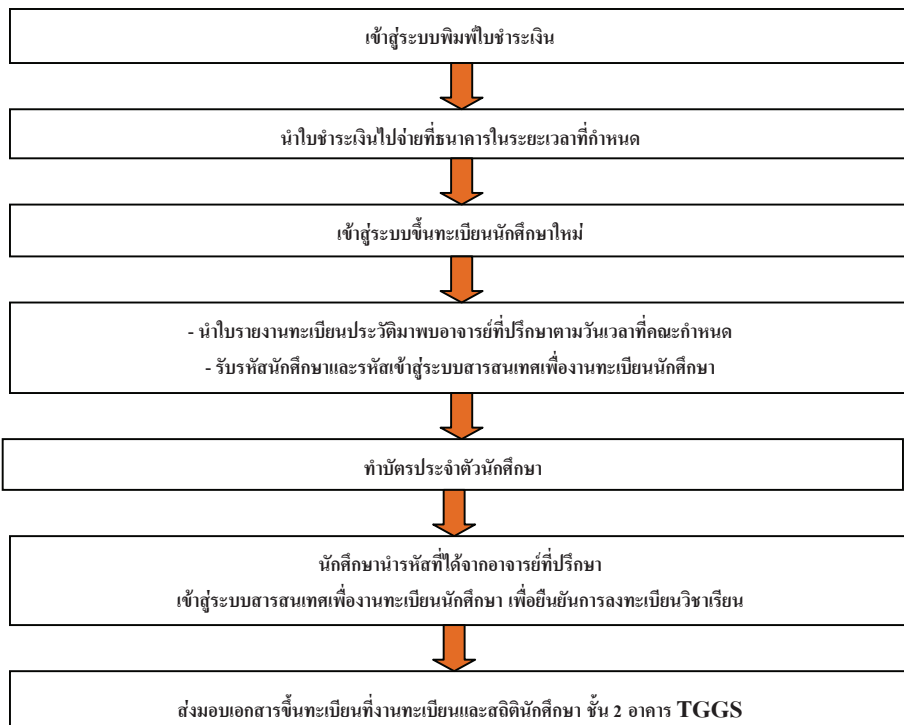 เข้าสู่ระบบพิมพ์ใบชำระเงิน
นำใบชำระเงินไปจ่ายที่ธนาคารในระยะเวลาที่กำหนด
เข้าสู่ระบบขึ้นทะเบียนนักศึกษาใหม่
- นำใบรายงานทะเบียนประวัติมาพบอาจารย์ที่ปรึกษาตามวันเวลาที่คณะกำหนด
- รับรหัสนักศึกษาและรหัสเข้าสู่ระบบสารสนเทศเพื่องานทะเบียนนักศึกษา
ทำบัตรประจำตัวนักศึกษา
นักศึกษานำรหัสที่ได้จากอาจารย์ที่ปรึกษา
เข้าสู่ระบบสารสนเทศเพื่องานทะเบียนนักศึกษา เพื่อยืนยันการลงทะเบียนวิชาเรียน
ส่งมอบเอกสารขึ้นทะเบียนที่งานทะเบียนและสถิตินักศึกษา ชั้น 2 อาคาร TGGS